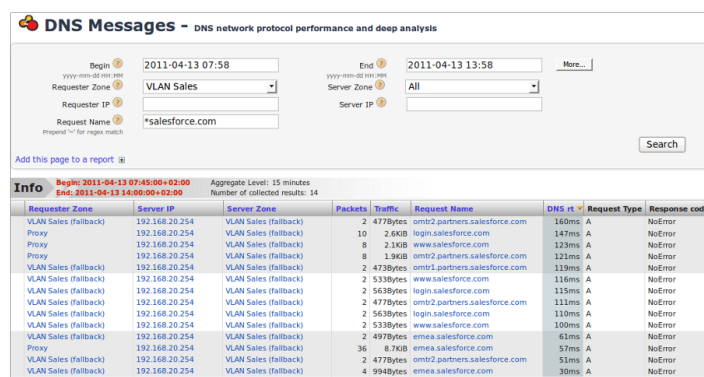 DNS Messages - DNS network protocol performance and deep analysis
Begin 2011-04-13 07:58 End 2011-04-13 13:58 More...
yyyy-mm-dd HH:MM yyyy-mm-dd HH:MM
Requester Zone VLAN Sales Server Zone All
Requester IP Server IP
Request Name *salesforce.com
Prepend '~' for regex match
Search
Add this page to a report
Info Begin: 2011-04-13 07:45:00+02:00 Aggregate Level: 15 minutes
End: 2011-04-13 14:00:00+02:00 Number of collected results: 14
Requester Zone Server IP Server Zone Packets Traffic Request Name DNS rt Request Type Response cod
VLAN Sales (fallback) 192.168.20.254 VLAN Sales (fallback) 2 477Bytes omtr2.partners.salesforce.com 160ms A NoError
Proxy 192.168.20.254 VLAN Sales (fallback) 10 2.6KiB login.salesforce.com 147ms A NoError
Proxy 192.168.20.254 VLAN Sales (fallback) 8 2.1KiB www.salesforce.com 123ms A NoError
Proxy 192.168.20.254 VLAN Sales (fallback) 8 1.9KiB omtr2.partners.salesforce.com 121ms A NoError
VLAN Sales (fallback) 192.168.20.254 VLAN Sales (fallback) 2 473Bytes omtr1.partners.salesforce.com 119ms A NoError
VLAN Sales (fallback) 192.168.20.254 VLAN Sales (fallback) 2 533Bytes www.salesforce.com 116ms A NoError
VLAN Sales (fallback) 192.168.20.254 VLAN Sales (fallback) 2 563Bytes login.salesforce.com 115ms A NoError
VLAN Sales (fallback) 192.168.20.254 VLAN Sales (fallback) 2 477Bytes omtr2.partners.salesforce.com 111ms A NoError
VLAN Sales (fallback) 192.168.20.254 VLAN Sales (fallback) 2 563Bytes login.salesforce.com 110ms A NoError
VLAN Sales (fallback) 192.168.20.254 VLAN Sales (fallback) 2 533Bytes www.salesforce.com 100ms A NoError
VLAN Sales (fallback) 192.168.20.254 VLAN Sales (fallback) 2 497Bytes emea.salesforce.com 61ms A NoError
Proxy 192.168.20.254 VLAN Sales (fallback) 36 8.7KiB emea.salesforce.com 57ms A NoError
VLAN Sales (fallback) 192.168.20.254 VLAN Sales (fallback) 2 477Bytes omtr2.partners.salesforce.com 51ms A NoError
VLAN Sales (fallback) 192.168.20.254 VLAN Sales (fallback) 4 994Bytes emea.salesforce.com 30ms A NoError